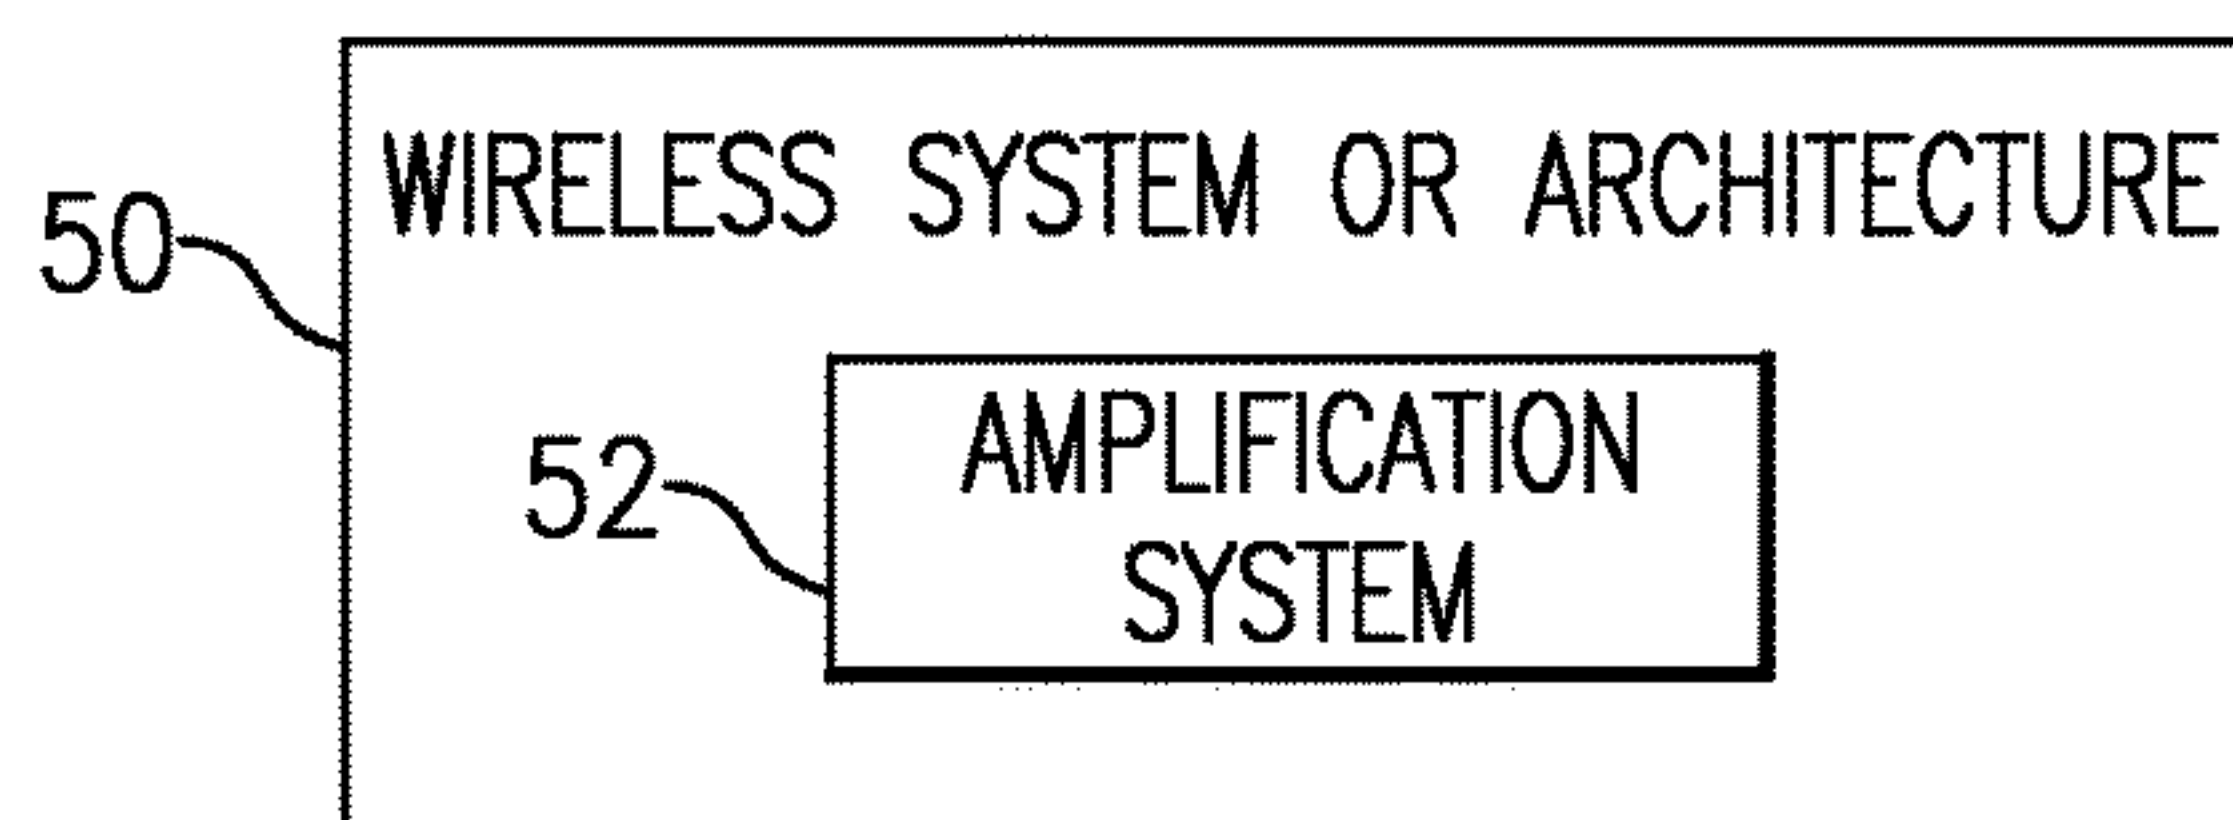 WIRELESS SYSTEM OR ARCHITECTURE
50
AMPLIFICATION
52
SYSTEM